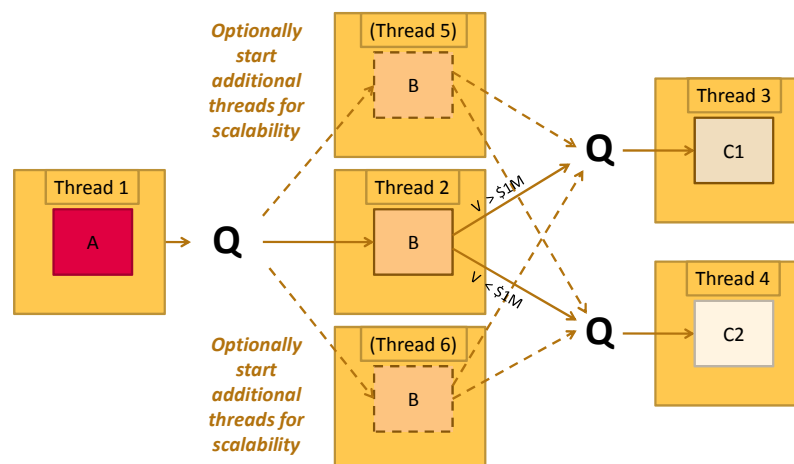 Optionally
start
additional
threads for
scalability
(Thread 5)
B
Thread 1
A
Q
Thread 2
B
V > $1M
V < $1M
Q
Thread 3
C1
Q
Thread 4
C2
Optionally
start
additional
threads for
scalability
(Thread 6)
B